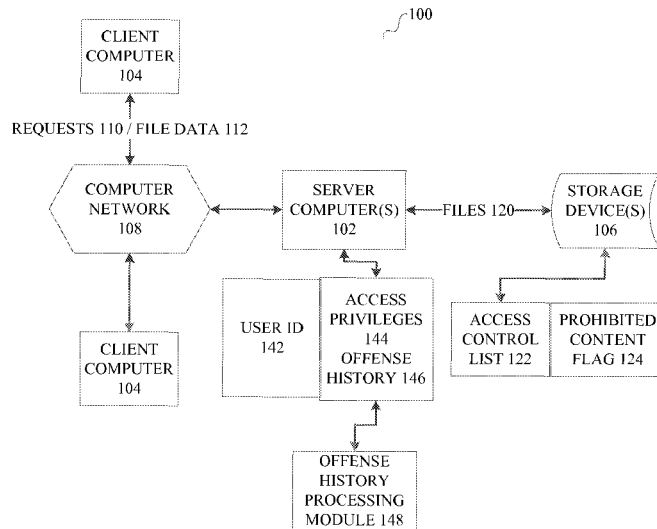 100
CLIENT
COMPUTER
104
REQUESTS 110 / FILE DATA 112
COMPUTER
NETWORK
108
SERVER
COMPUTER(S)
102
FILES 120
STORAGE
DEVICE(S)
106
CLIENT
COMPUTER
104
USER ID
142
ACCESS
PRIVILEGES
144
OFFENSE
HISTORY 146
ACCESS
CONTROL
LIST 122
PROHIBITED
CONTENT
FLAG 124
OFFENSE
HISTORY
PROCESSING
MODULE 148